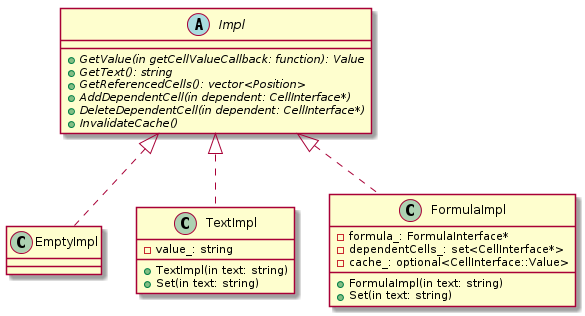 A Impl
GetValue(in getCellValueCallback: function): Value
GetText(): string
GetReferencedCells(): vector<Position>
AddDependentCell(in dependent: CellInterface*)
DeleteDependentCell(in dependent: CellInterface*)
InvalidateCache()
C EmptyImpl
C TextImpl
value_: string
TextImpl(in text: string)
Set(in text: string)
C FormulaImpl
formula_: FormulaInterface*
dependentCells_: set<CellInterface*>
cache_: optional<CellInterface::Value>
FormulaImpl(in text: string)
Set(in text: string)